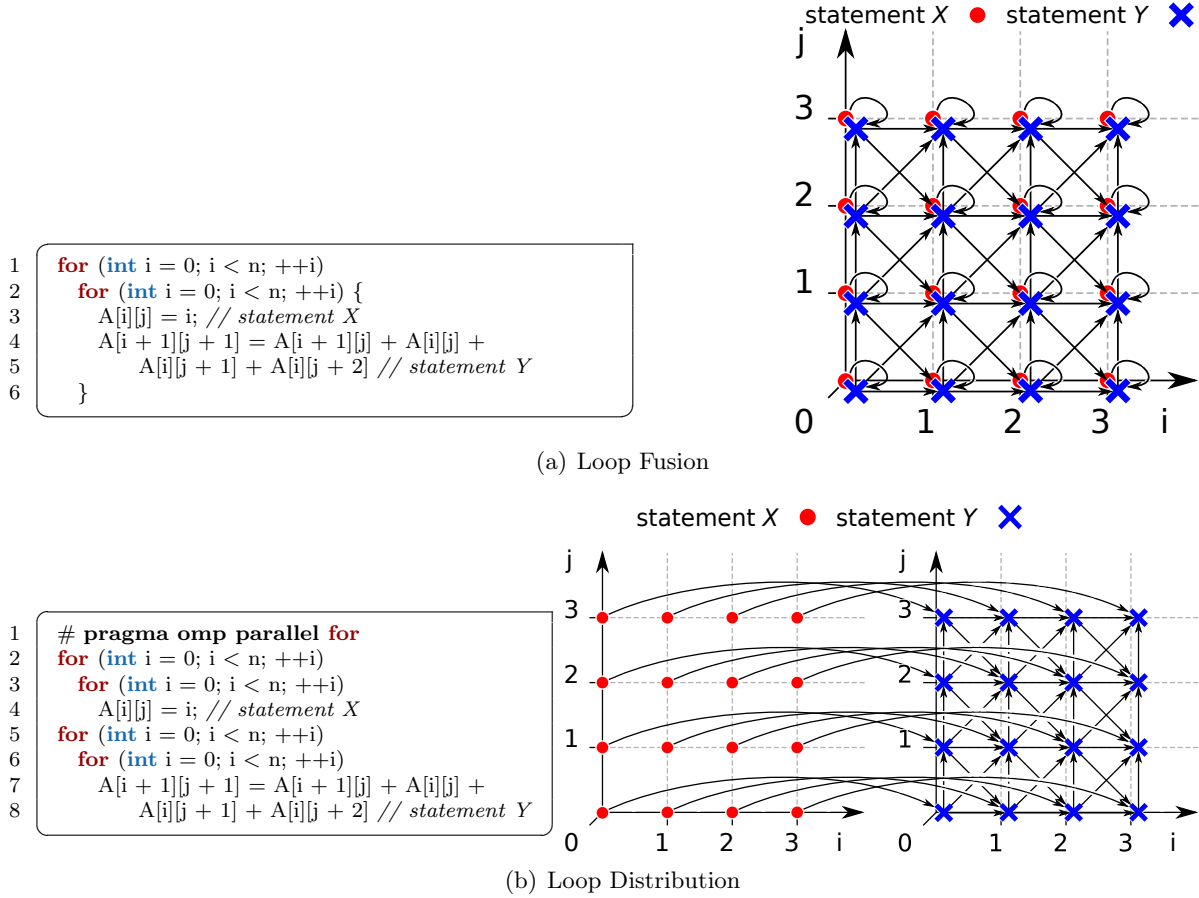 statement X statement Y
j
3
2
1
0 1 2 3 i
1 for (int i = 0; i < n; ++i)
2 for (int i = 0; i < n; ++i) {
3 A[i][j] = i; // statement X
4 A[i + 1][j + 1] = A[i + 1][j] + A[i][j] +
5 A[i][j + 1] + A[i][j + 2] // statement Y
6 }
(a) Loop Fusion
statement X statement Y
j j
3 3
2 2
1 1
0 1 2 3 i 0 1 2 3 i
1 # pragma omp parallel for
2 for (int i = 0; i < n; ++i)
3 for (int i = 0; i < n; ++i)
4 A[i][j] = i; // statement X
5 for (int i = 0; i < n; ++i)
6 for (int i = 0; i < n; ++i)
7 A[i + 1][j + 1] = A[i + 1][j] + A[i][j] +
8 A[i][j + 1] + A[i][j + 2] // statement Y
(b) Loop Distribution